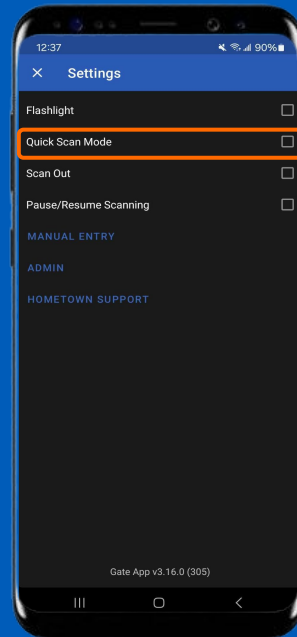 12:37
90%
Settings
Flashlight
Quick Scan Mode
Scan Out
Pause/Resume Scanning
MANUAL ENTRY
ADMIN
HOMETOWN SUPPORT
Gate App v3.16.0 (305)